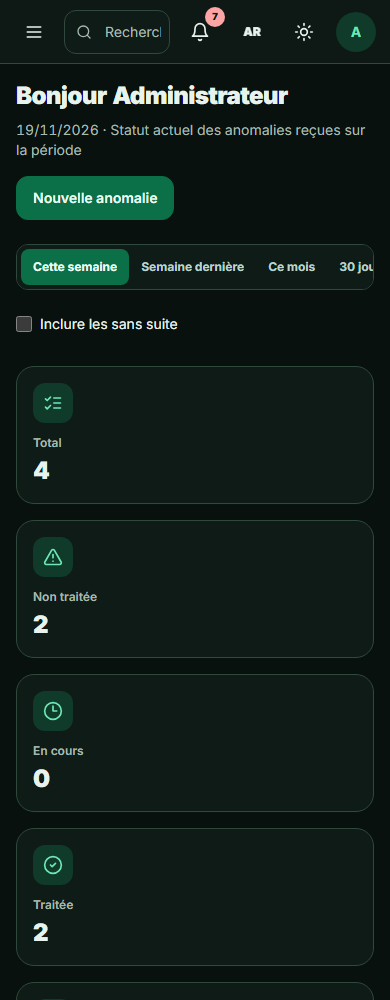 Recherc
7
AR
A
Bonjour Administrateur
19/11/2026 · Statut actuel des anomalies reçues sur
la période
Nouvelle anomalie
Cette semaine Semaine dernière Ce mois 30 jou
Inclure les sans suite
Total
4
Non traitée
2
En cours
0
Traitée
2